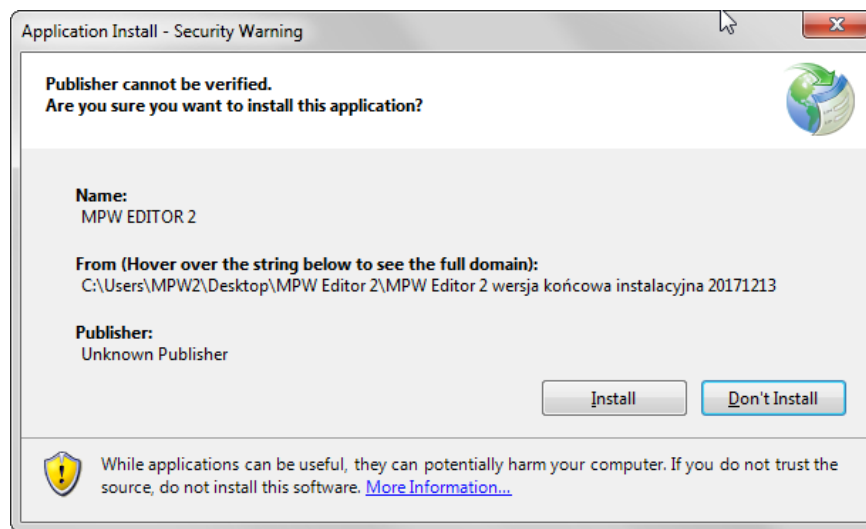 Application Install - Security Warning
Publisher cannot be verified.
Are you sure you want to install this application?
Name:
MPW EDITOR 2
From (Hover over the string below to see the full domain):
C:\Users\MPW2\Desktop\MPW Editor 2\MPW Editor 2 wersja końcowa instalacyjna 20171213
Publisher:
Unknown Publisher
Install
Don't Install
While applications can be useful, they can potentially harm your computer. If you do not trust the
source, do not install this software. More Information...